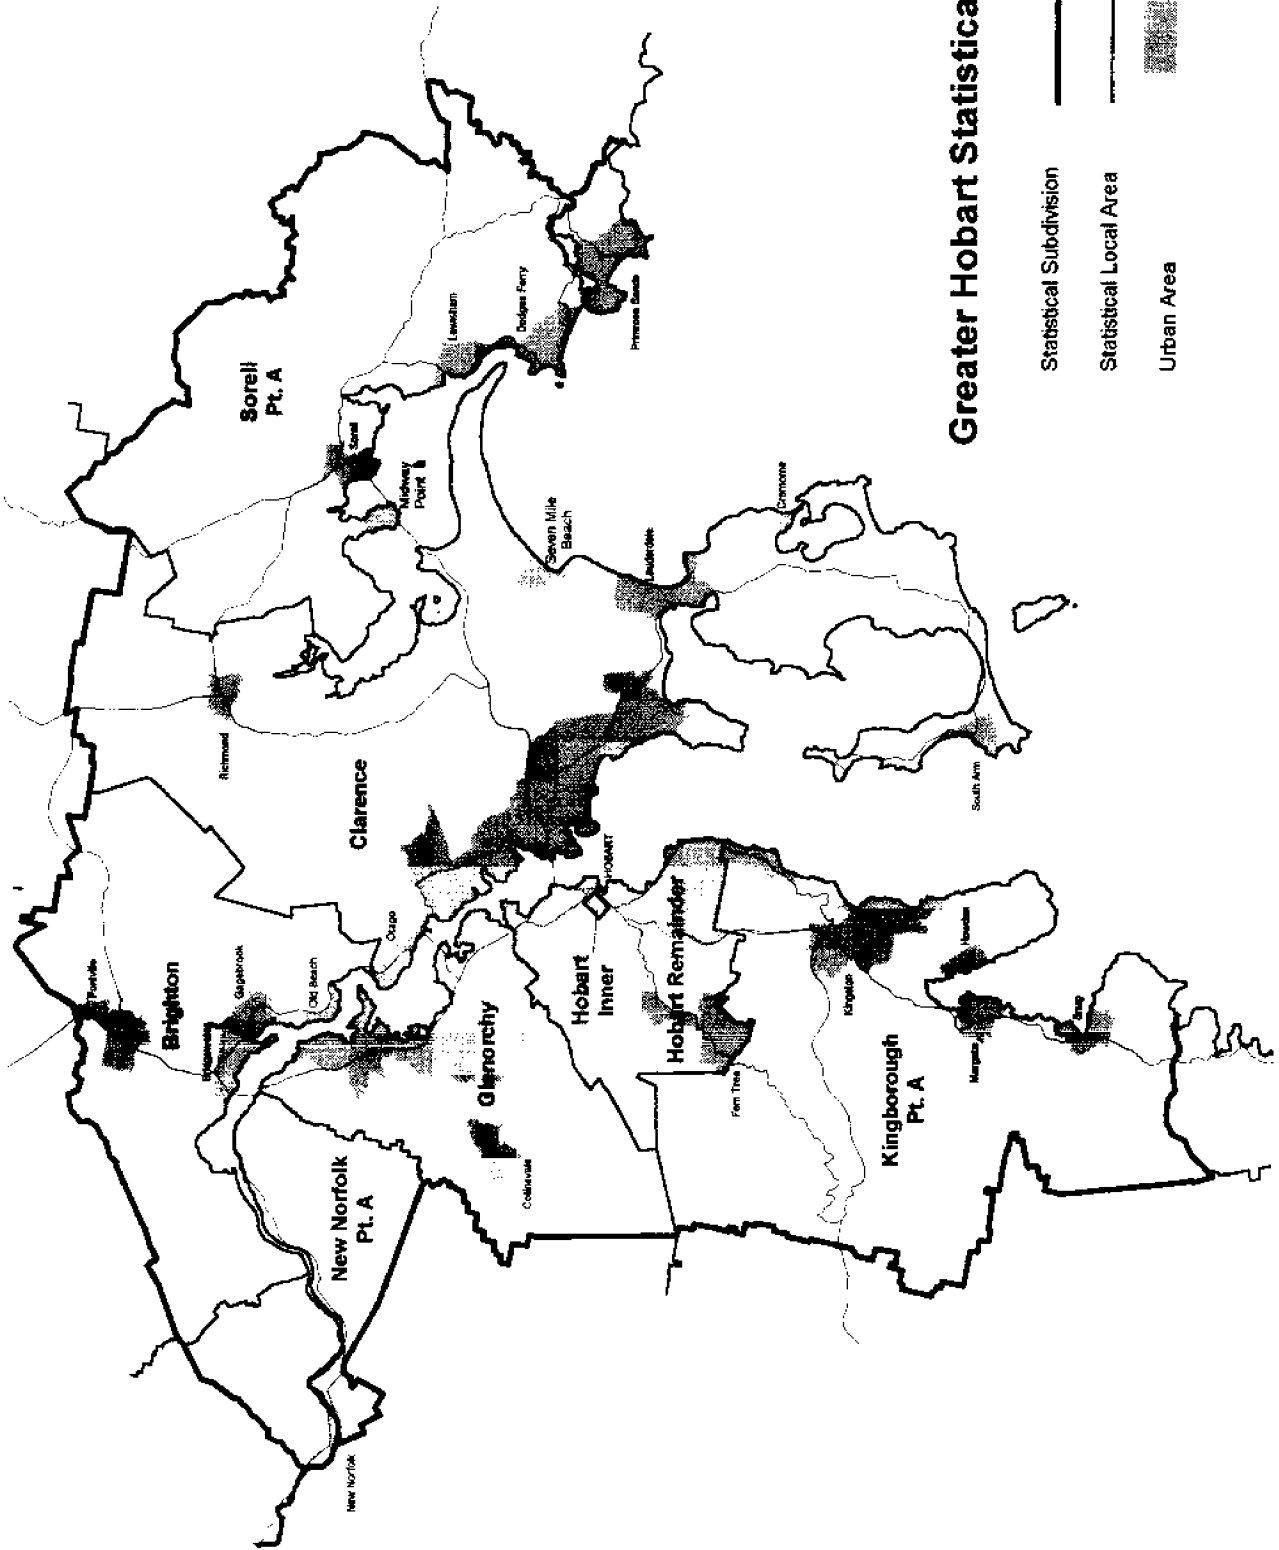 Pontville
Brighton
Bridgewater
Richmond
Gagebrook
Sorell
Pt. A
Old Beach
New Norfolk
Pt. A
New Norfolk
Sorell
Clarence
Otago
Midway
Point
Lewisham
Glenorchy
Dodges Ferry
Collinsvale
Seven Mile
Beach
Hobart
Inner
HOBART
Primrose Sands
Lauderdale
Hobart Remainder
Fern Tree
Cremorne
Kingston
Kingborough
Pt. A
Howden
Margate
South Arm
Snug
Greater Hobart Statistica
Statistical Subdivision
Statistical Local Area
Urban Area